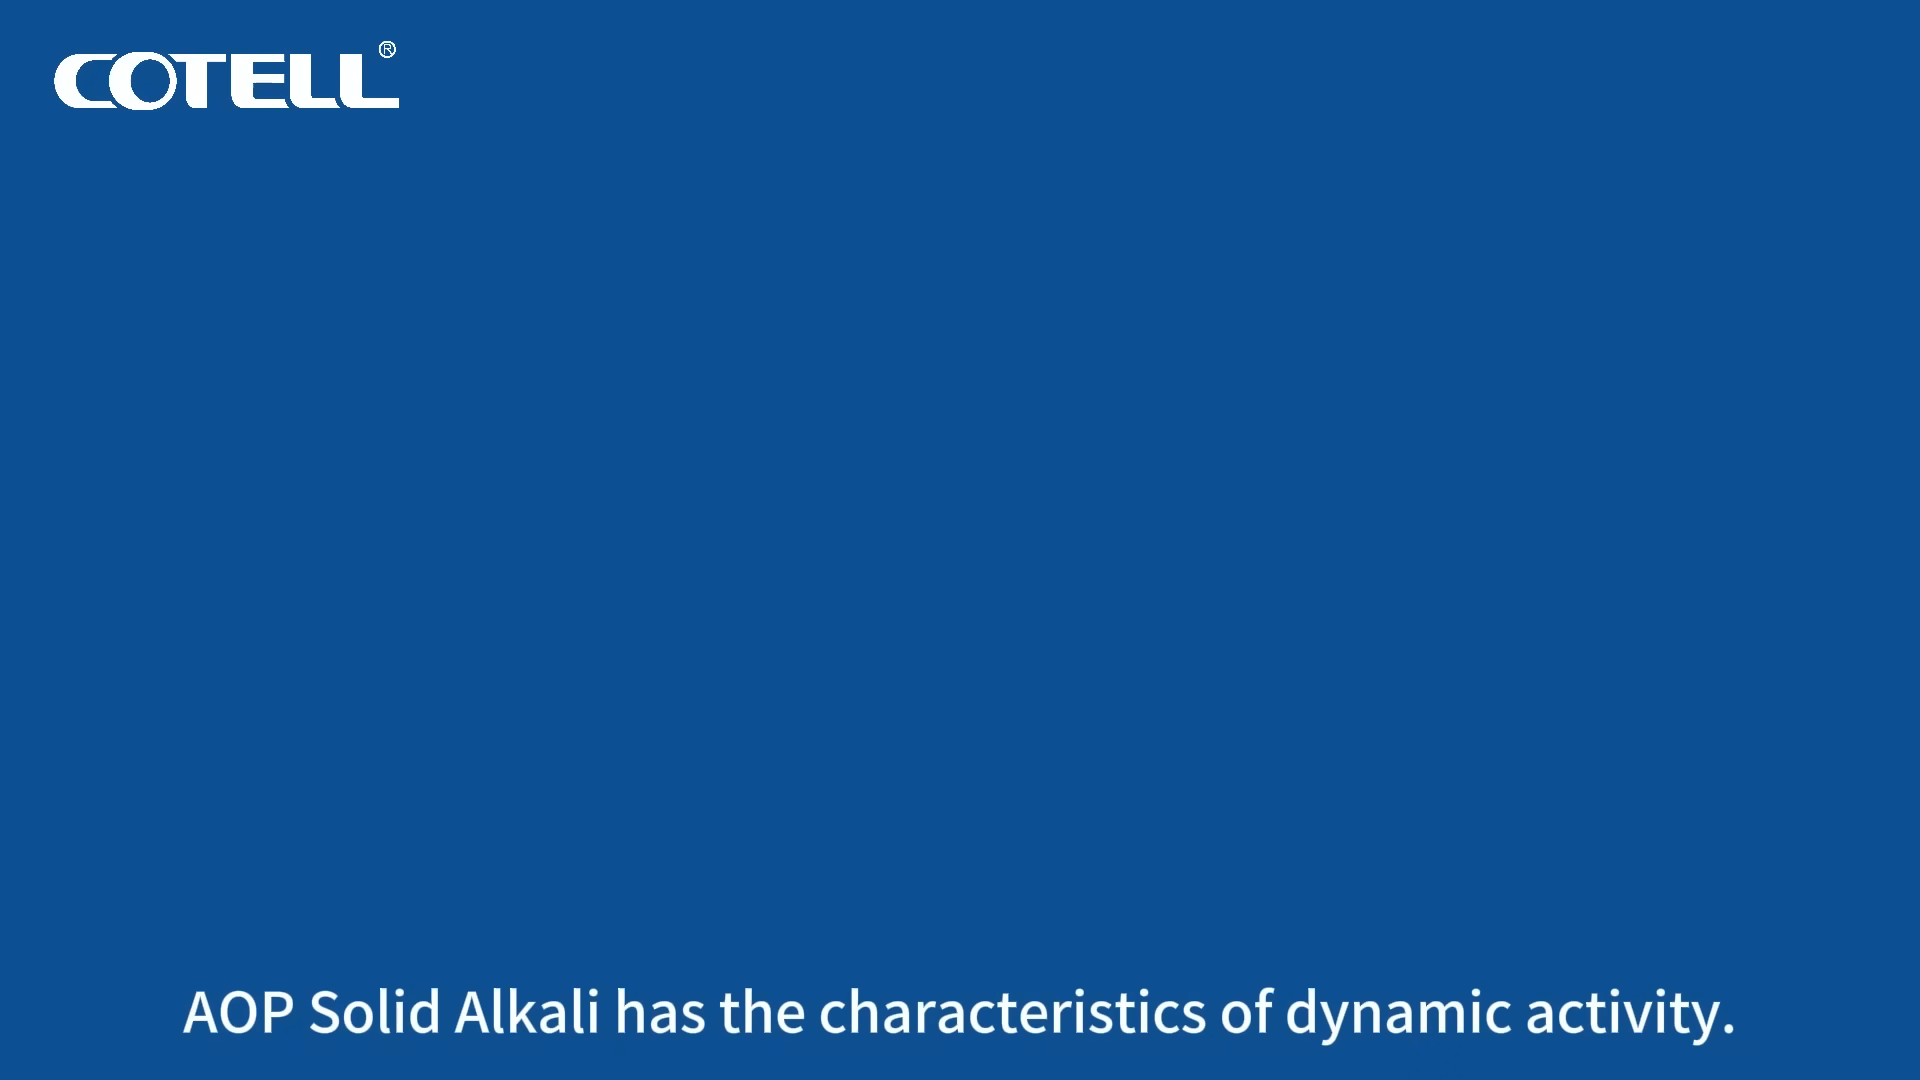 COTELL®
AOP Solid Alkali has the characteristics of dynamic activity.